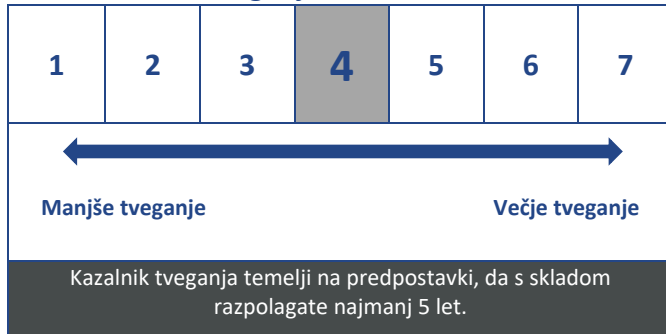 1 2 3 4 5 6 7
Manjše tveganje Večje tveganje
Kazalnik tveganja temelji na predpostavki, da s skladom
razpolagate najmanj 5 let.